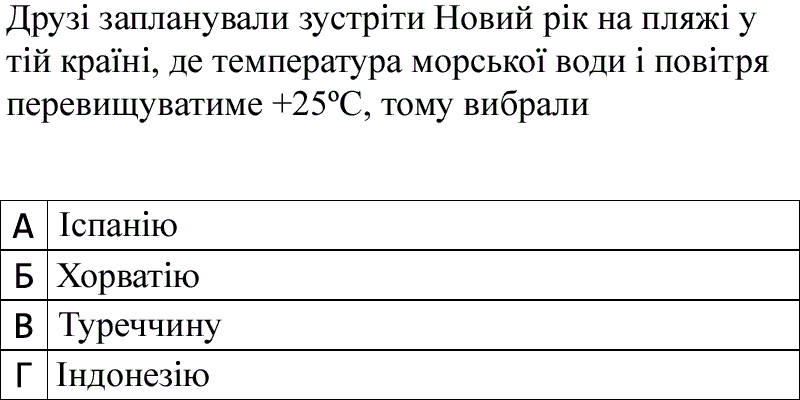 Друзі запланували зустріти Новий рік на пляжі у
тій країні, де температура морської води і повітря
перевищуватиме +25ºС, тому вибрали
А Іспанію
Б Хорватію
В Туреччину
Г Індонезію